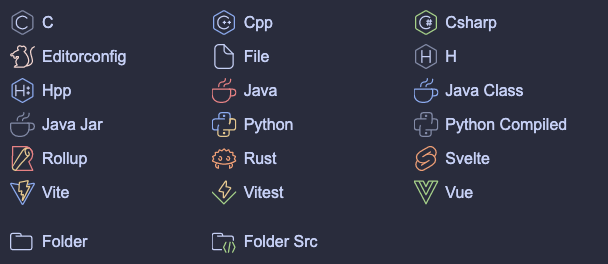 C Cpp Csharp
Editorconfig File H
Hpp Java Java Class
Java Jar Python Python Compiled
Rollup Rust Svelte
Vite Vitest Vue
Folder Folder Src